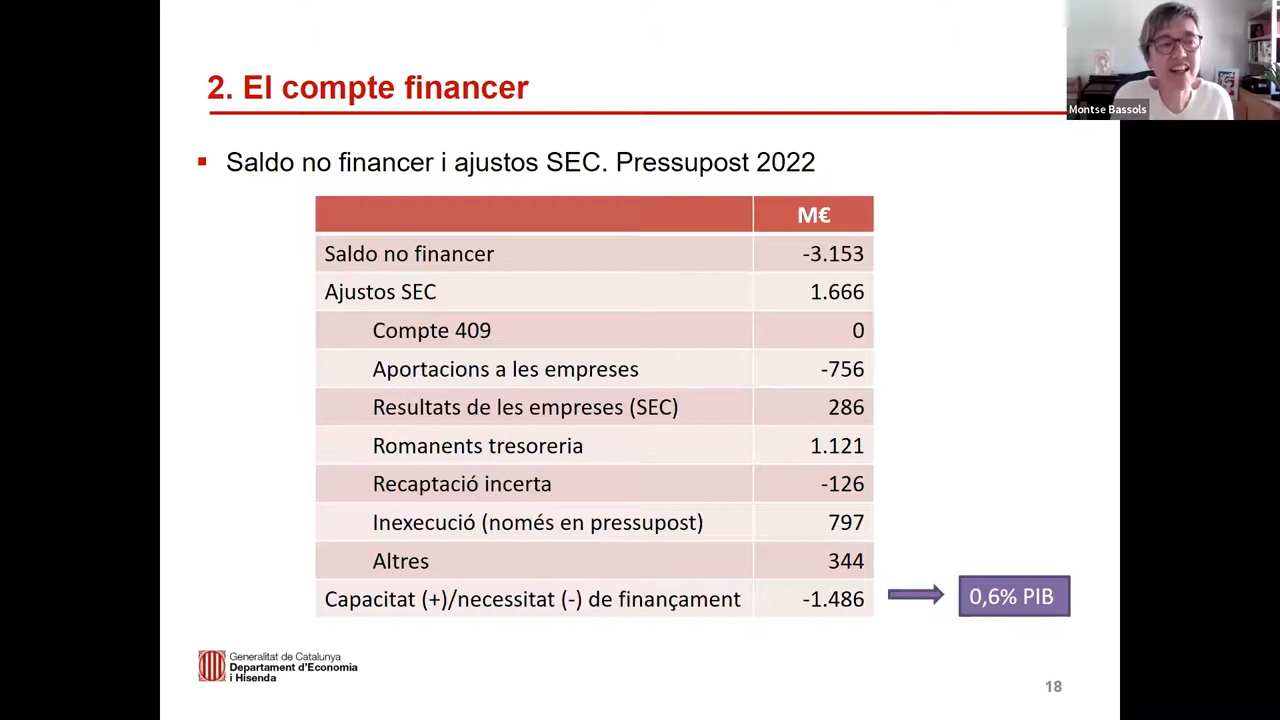 2. El compte financer
Montse Bassols
▪ Saldo no financer i ajustos SEC. Pressupost 2022
M€
Saldo no financer -3.153
Ajustos SEC 1.666
Compte 409 0
Aportacions a les empreses -756
Resultats de les empreses (SEC) 286
Romanents tresoreria 1.121
Recaptació incerta -126
Inexecució (només en pressupost) 797
Altres 344
Capacitat (+)/necessitat (-) de finançament -1.486
0,6% PIB
Generalitat de Catalunya
Departament d'Economia
i Hisenda
18